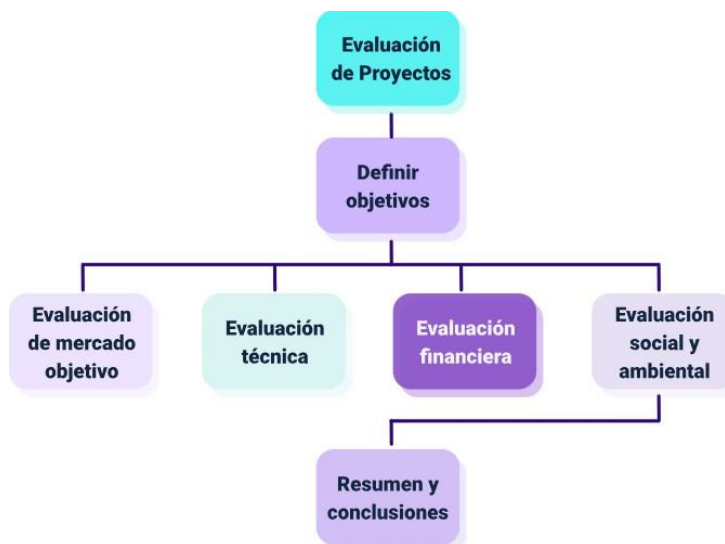 Evaluación
de Proyectos
Definir
objetivos
Evaluación
de mercado
objetivo
Evaluación
técnica
Evaluación
financiera
Evaluación
social y
ambiental
Resumen y
conclusiones